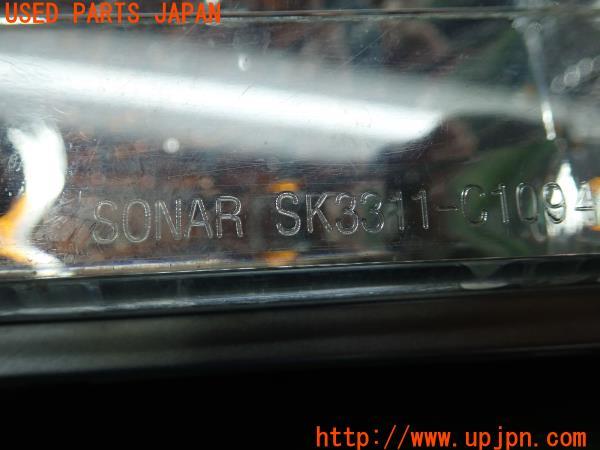 USED PARTS JAPAN
SONAR SK3311-C1094
http://www.upjpn.com/